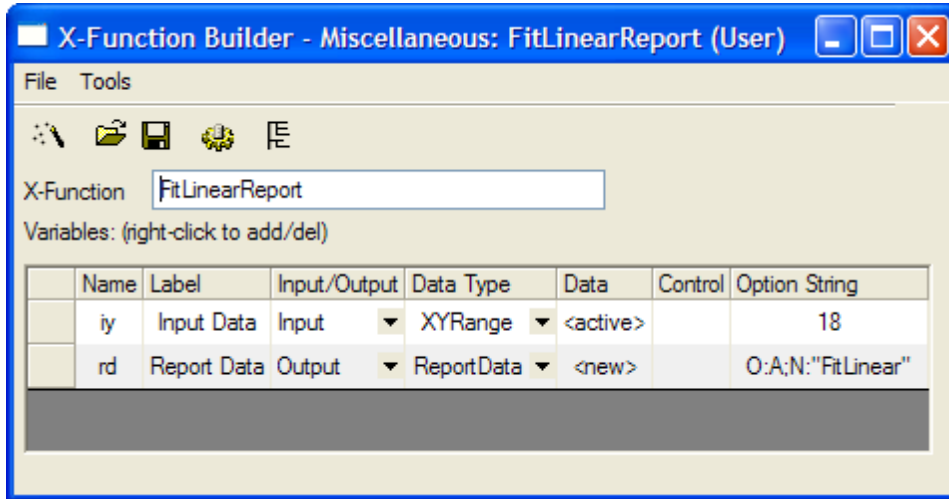 X-Function Builder - Miscellaneous: FitLinearReport (User)
File Tools
X-Function FitLinearReport
Variables: (right-click to add/del)
Name Label Input/Output Data Type Data Control Option String
iy Input Data Input XYRange <active> 18
rd Report Data Output ReportData <new> O:A;N:"FitLinear"